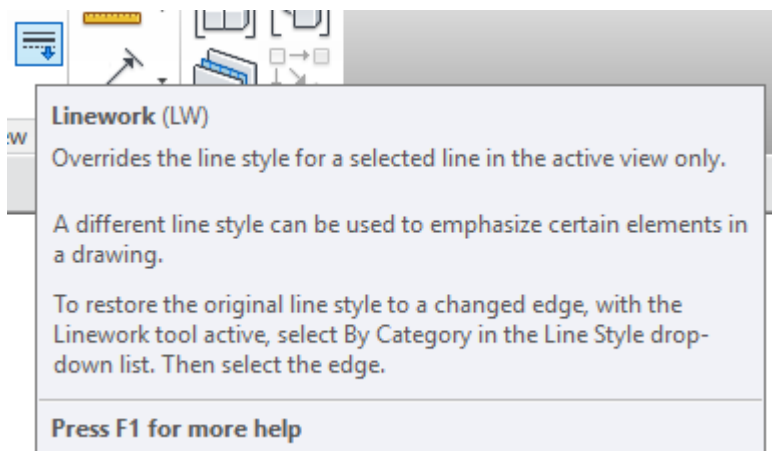 ew
Linework (LW)
Overrides the line style for a selected line in the active view only.
A different line style can be used to emphasize certain elements in
a drawing.
To restore the original line style to a changed edge, with the
Linework tool active, select By Category in the Line Style drop-
down list. Then select the edge.
Press F1 for more help